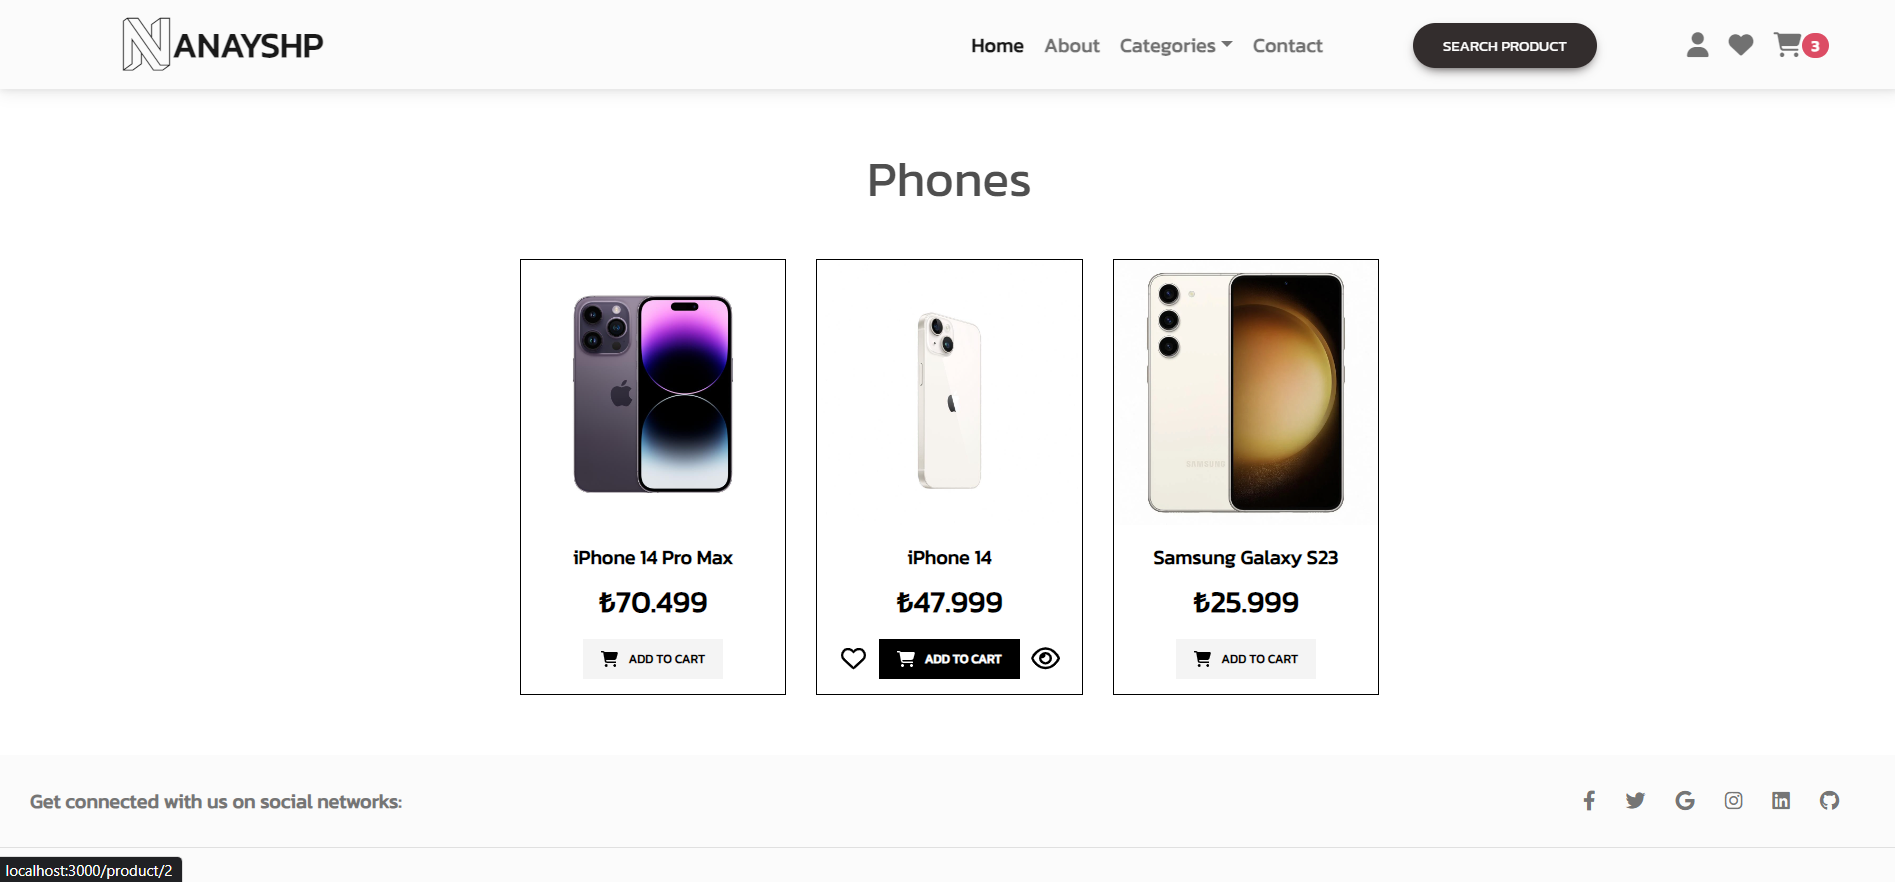 NANAYSHP
Home About Categories Contact
SEARCH PRODUCT
3
Phones
SAMSUNG
iPhone 14 Pro Max
₺70.499
ADD TO CART
iPhone 14
₺47.999
ADD TO CART
Samsung Galaxy S23
₺25.999
ADD TO CART
Get connected with us on social networks:
localhost:3000/product/2